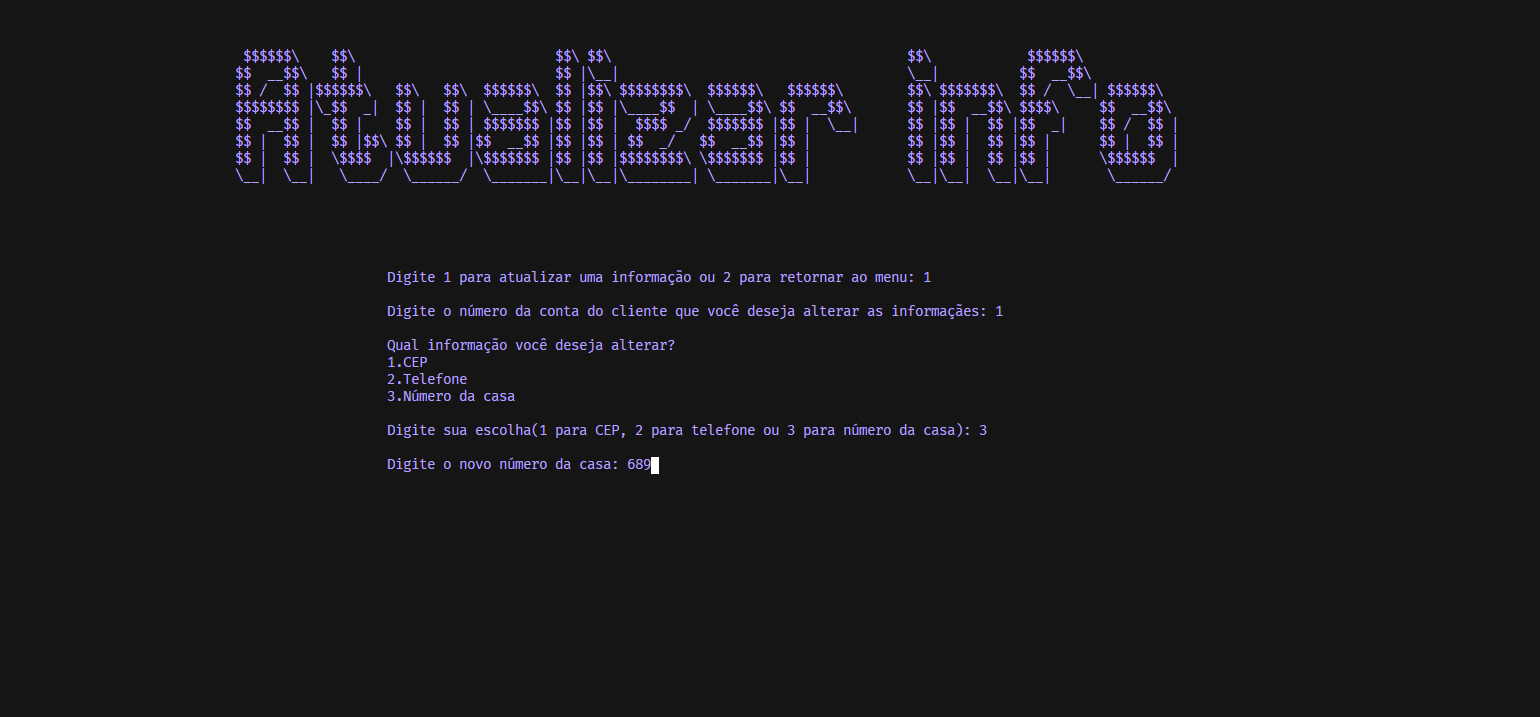 Atualizar info
Digite 1 para atualizar uma informação ou 2 para retornar ao menu: 1
Digite o número da conta do cliente que você deseja alterar as informaçães: 1
Qual informação você deseja alterar?
1.CEP
2.Telefone
3.Número da casa
Digite sua escolha(1 para CEP, 2 para telefone ou 3 para número da casa): 3
Digite o novo número da casa: 689